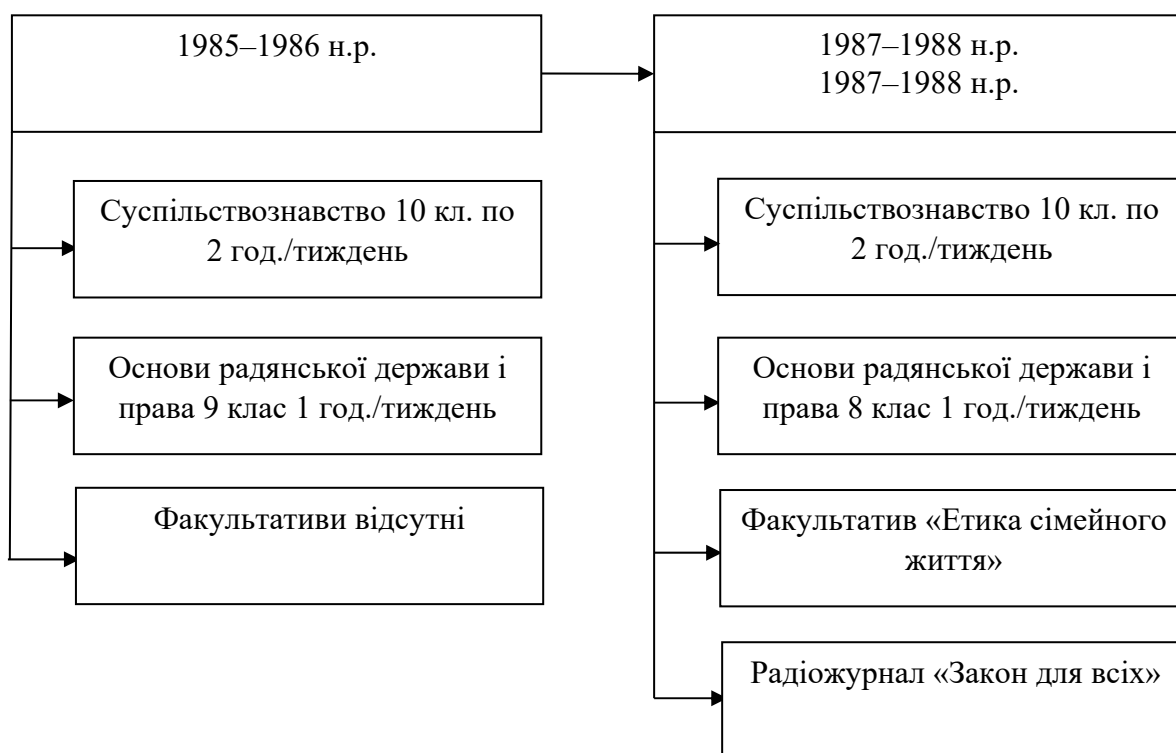 1985–1986 н.р.
Суспільствознавство 10 кл. по
2 год./тиждень
Основи радянської держави і
права 9 клас 1 год./тиждень
Факультативи відсутні
1987–1988 н.р.
1987–1988 н.р.
Суспільствознавство 10 кл. по
2 год./тиждень
Основи радянської держави і
права 8 клас 1 год./тиждень
Факультатив «Етика сімейного
життя»
Радіожурнал «Закон для всіх»